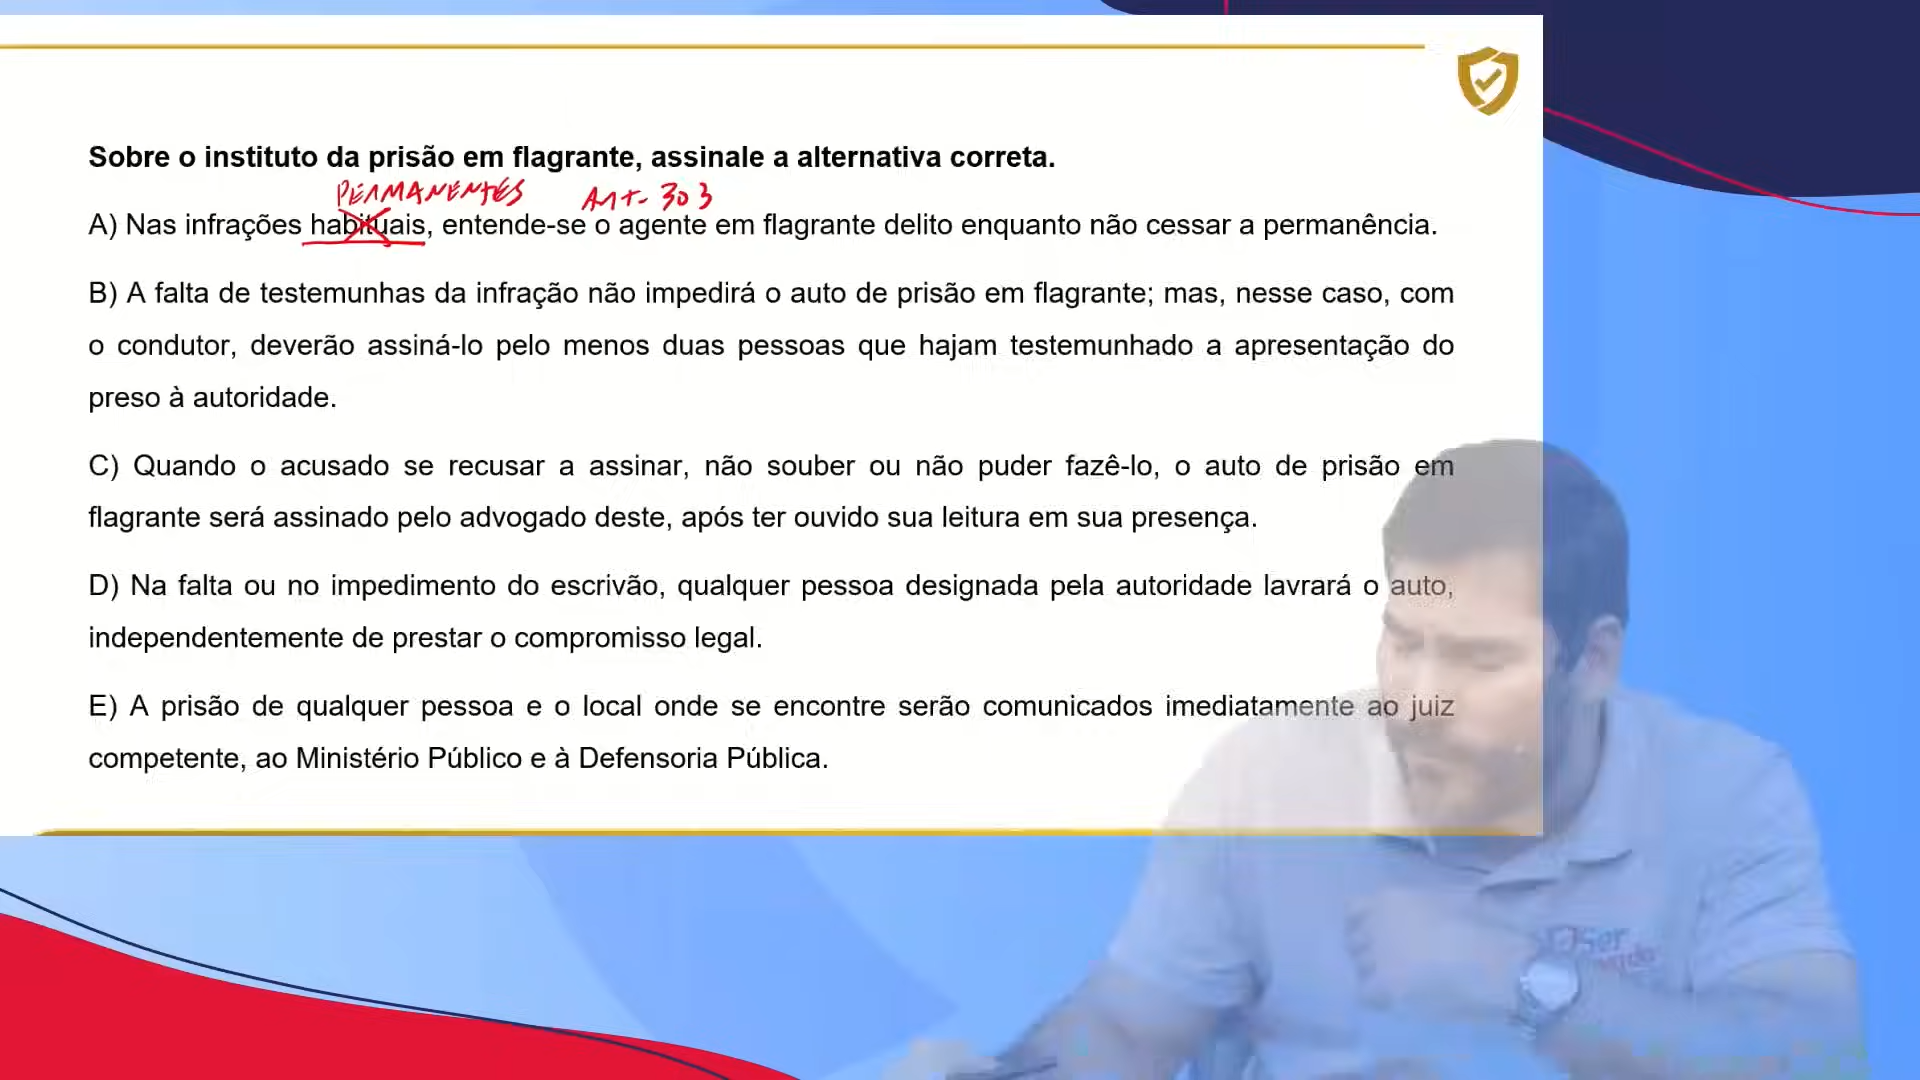 Sobre o instituto da prisão em flagrante, assinale a alternativa correta.
PERMANENTES Art. 303
A) Nas infrações habituais, entende-se o agente em flagrante delito enquanto não cessar a permanência.
B) A falta de testemunhas da infração não impedirá o auto de prisão em flagrante; mas, nesse caso, com
o condutor, deverão assiná-lo pelo menos duas pessoas que hajam testemunhado a apresentação do
preso à autoridade.
C) Quando o acusado se recusar a assinar, não souber ou não puder fazê-lo, o auto de prisão em
flagrante será assinado pelo advogado deste, após ter ouvido sua leitura em sua presença.
D) Na falta ou no impedimento do escrivão, qualquer pessoa designada pela autoridade lavrará o auto,
independentemente de prestar o compromisso legal.
E) A prisão de qualquer pessoa e o local onde se encontre serão comunicados imediatamente ao juiz
competente, ao Ministério Público e à Defensoria Pública.